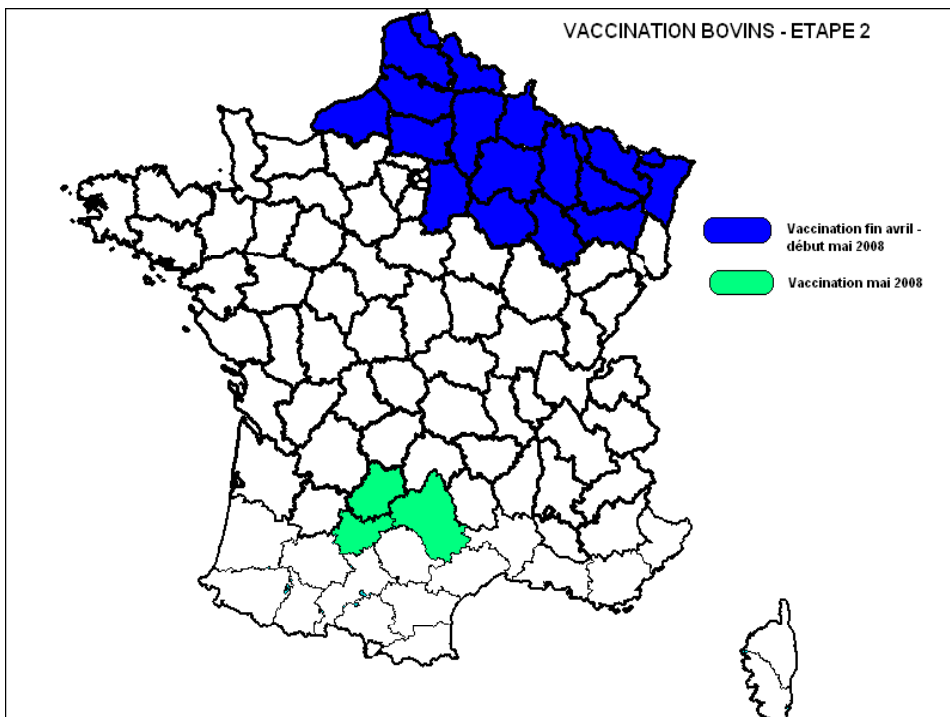 VACCINATION BOVINS - ETAPE 2
Vaccination fin avril -
début mai 2008
Vaccination mai 2008